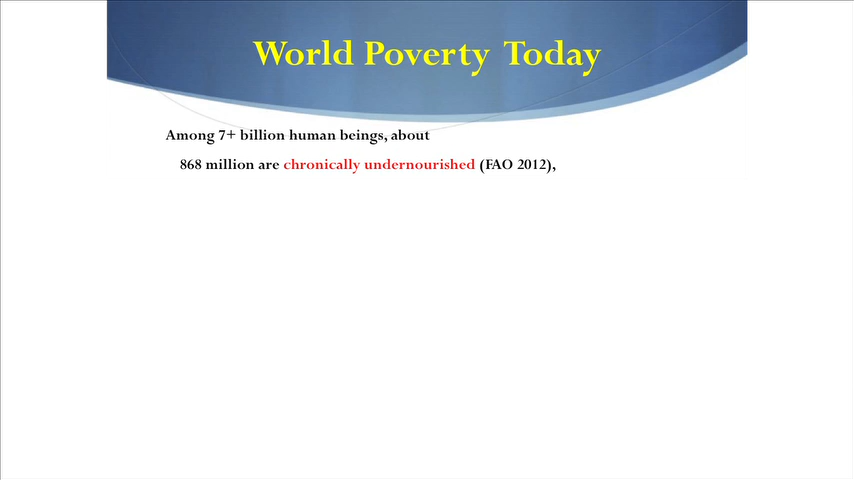 World Poverty Today
Among 7+ billion human beings, about
868 million are chronically undernourished (FAO 2012),